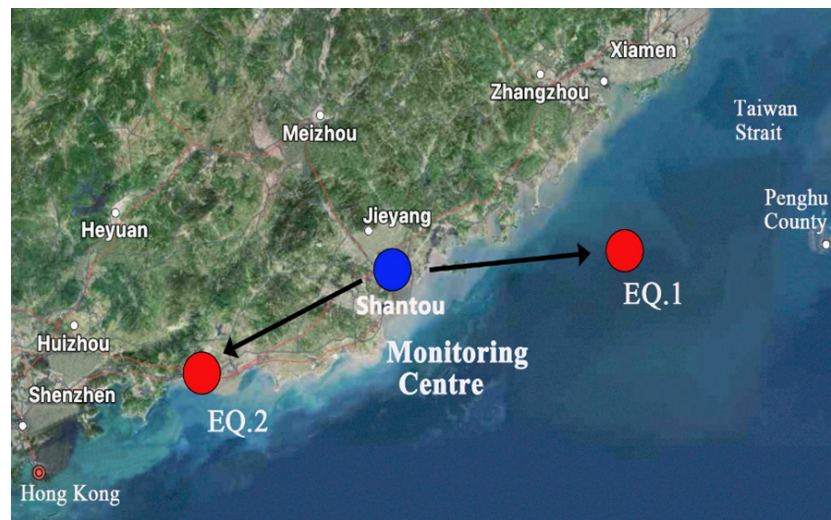 Xiamen
Zhangzhou
Taiwan
Strait
Meizhou
Penghu
County
Jieyang
Heyuan
EQ.1
Shantou
Huizhou
Monitoring
Centre
Shenzhen
EQ.2
Hong Kong